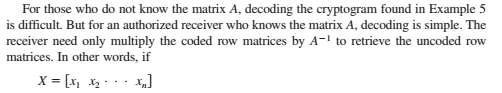 For those who do not know the matrix A, decoding the cryptogram found in Example 5
is difficult. But for an authorized receiver who knows the matrix A, decoding is simple. The
receiver need only multiply the coded row matrices by A⁻¹ to retrieve the uncoded row
matrices. In other words, if
X = [x₁ x₂ · · · xₙ]